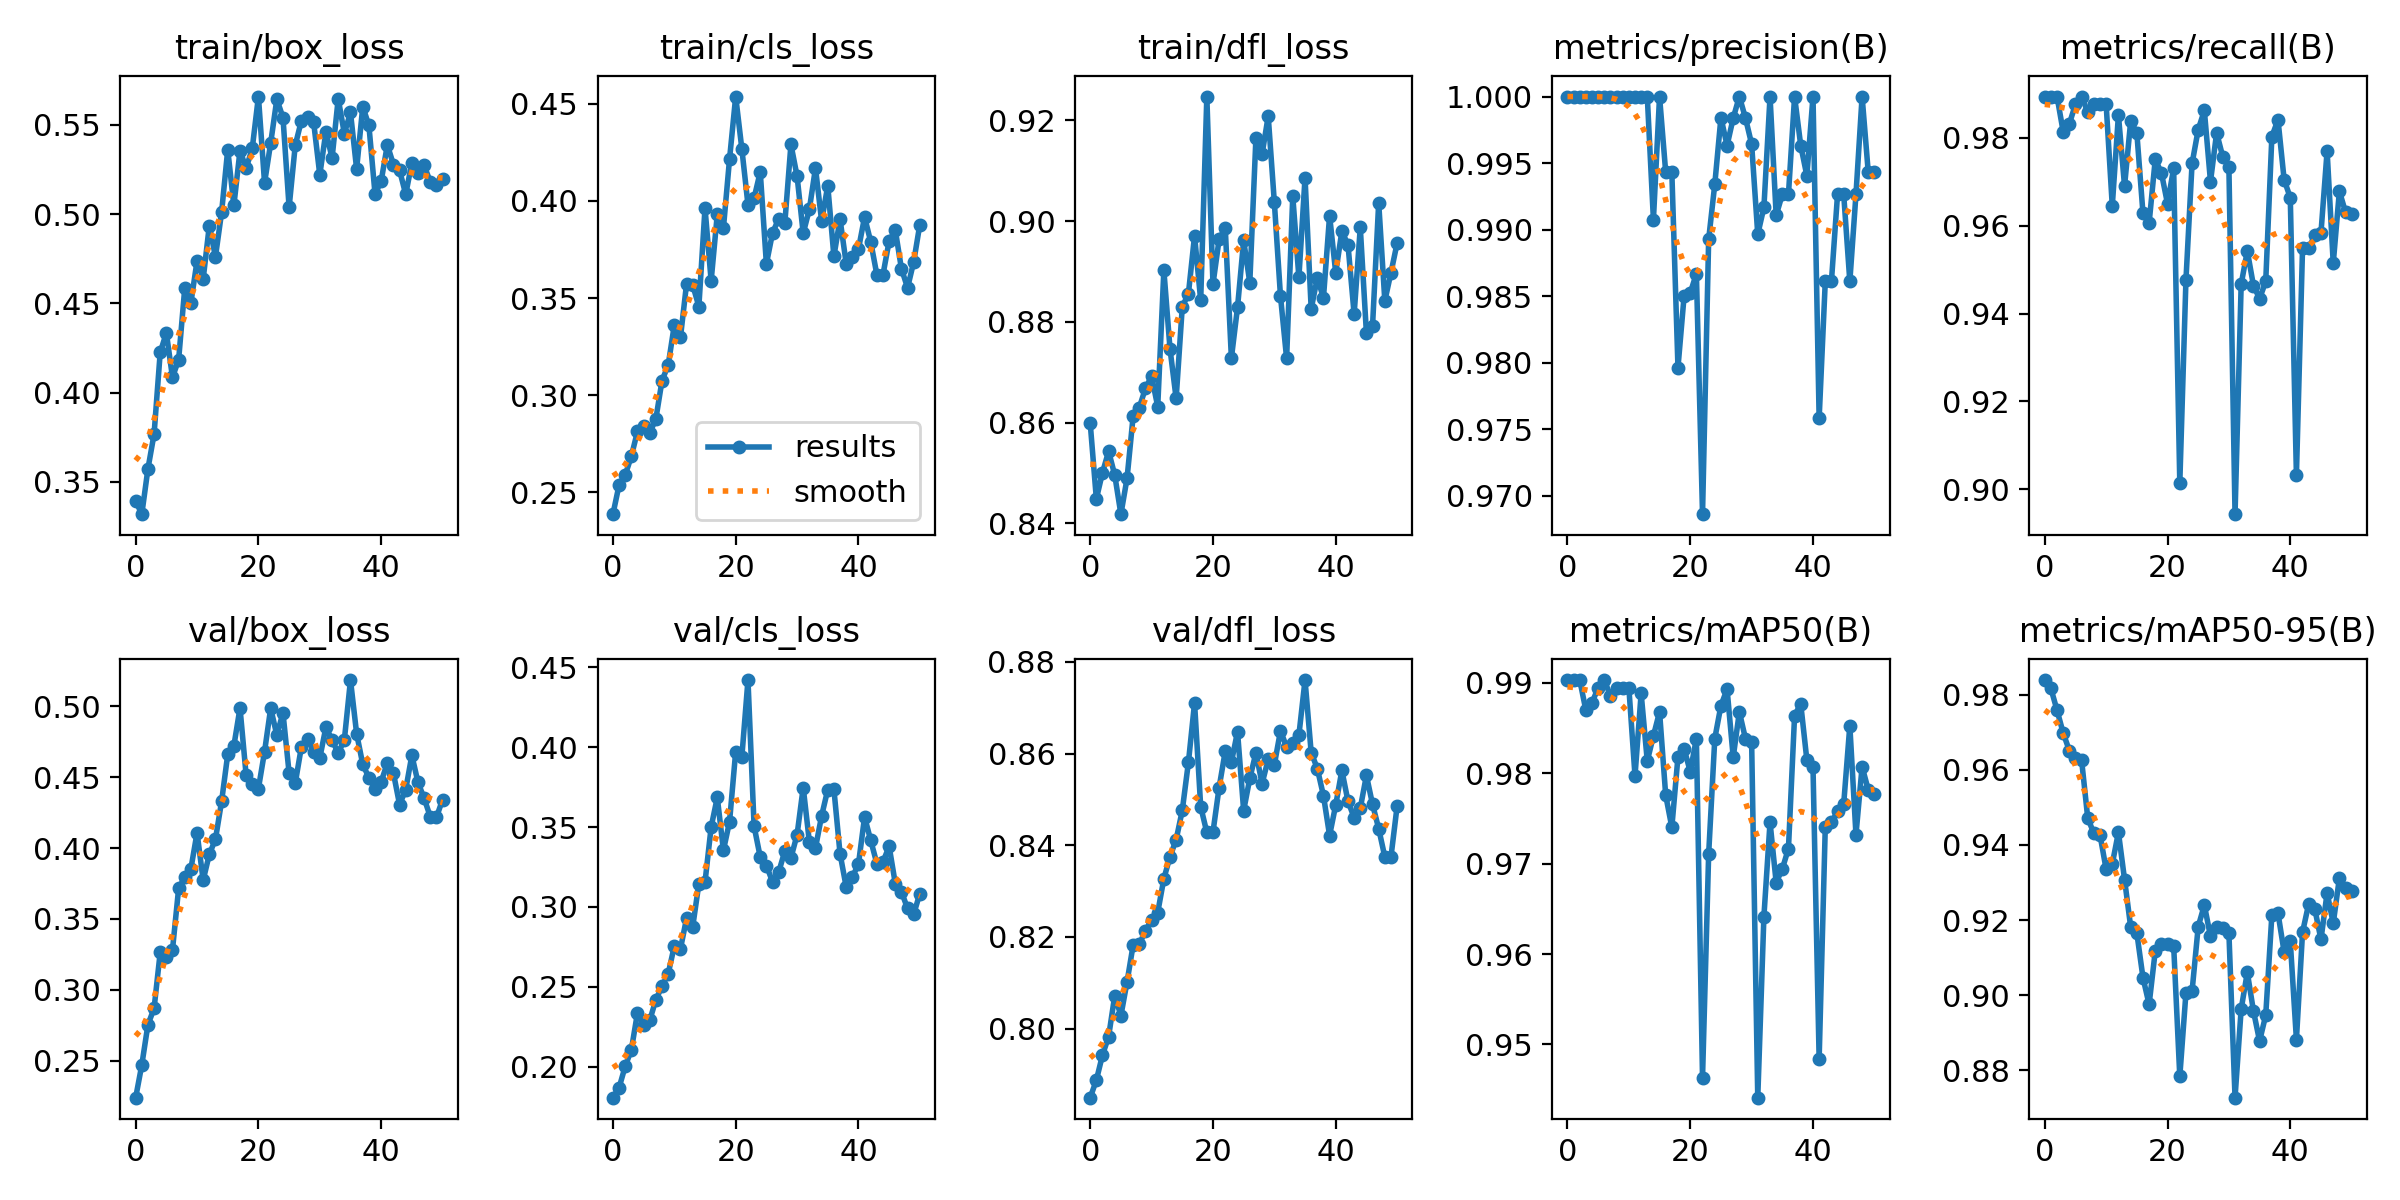 train/box_loss
train/cls_loss
train/dfl_loss
metrics/precision(B)
metrics/recall(B)
0.55
0.50
0.45
0.40
0.35
0 20 40
0.45
0.40
0.35
0.30
0.25
0 20 40
results
smooth
0.92
0.90
0.88
0.86
0.84
0 20 40
1.000
0.995
0.990
0.985
0.980
0.975
0.970
0 20 40
0.98
0.96
0.94
0.92
0.90
0 20 40
val/box_loss
val/cls_loss
val/dfl_loss
metrics/mAP50(B)
metrics/mAP50-95(B)
0.50
0.45
0.40
0.35
0.30
0.25
0 20 40
0.45
0.40
0.35
0.30
0.25
0.20
0 20 40
0.88
0.86
0.84
0.82
0.80
0 20 40
0.99
0.98
0.97
0.96
0.95
0 20 40
0.98
0.96
0.94
0.92
0.90
0.88
0 20 40